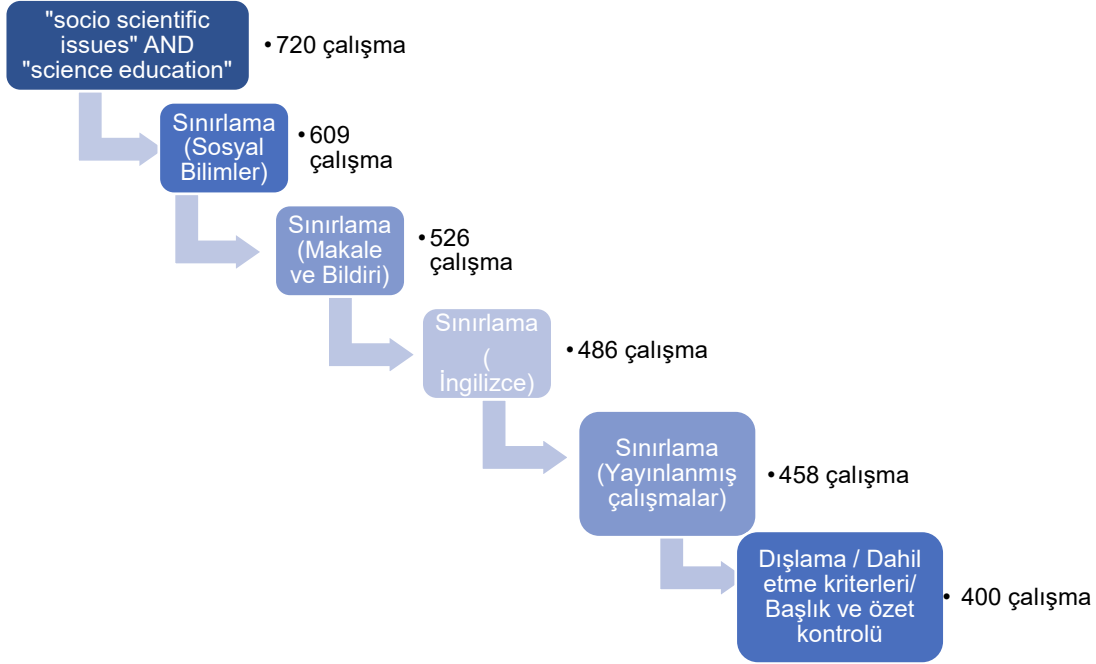 "socio scientific
issues" AND
"science education"
•720 çalışma
Sınırlama
(Sosyal
Bilimler)
•609
çalışma
Sınırlama
(Makale
ve Bildiri)
•526
çalışma
Sınırlama
(
İngilizce)
•486 çalışma
Sınırlama
(Yayınlanmış
çalışmalar)
•458 çalışma
Dışlama / Dahil
etme kriterleri/
Başlık ve özet
kontrolü
• 400 çalışma